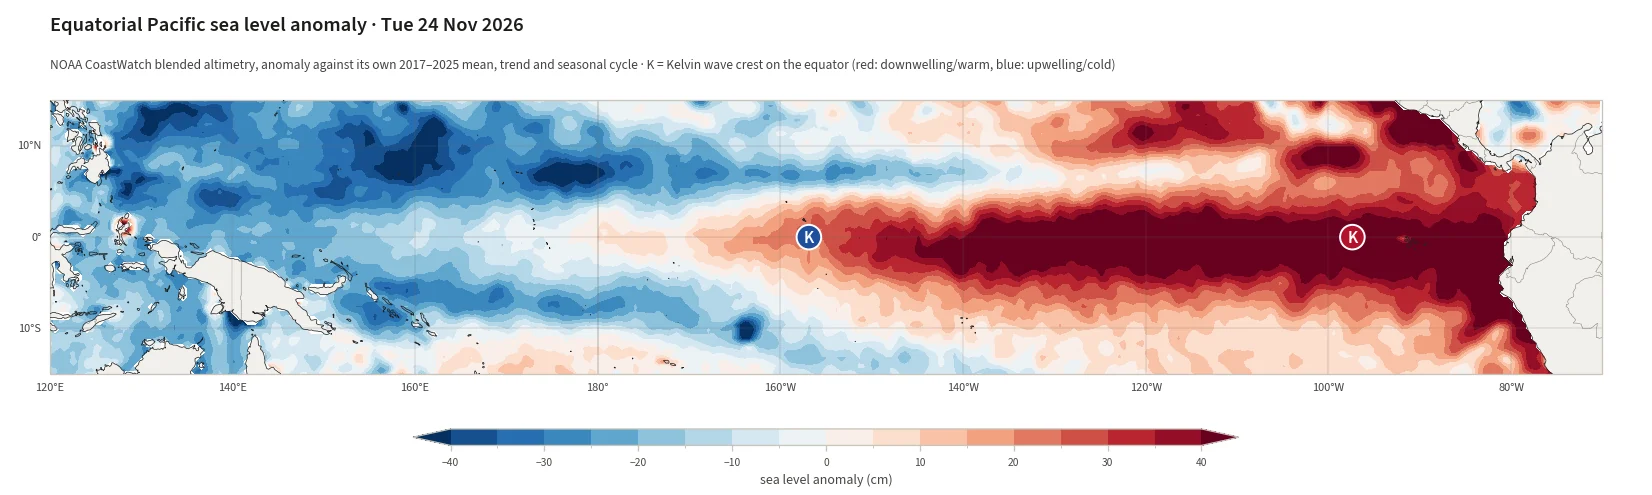 Equatorial Pacific sea level anomaly · Tue 24 Nov 2026
NOAA CoastWatch blended altimetry, anomaly against its own 2017–2025 mean, trend and seasonal cycle · K = Kelvin wave crest on the equator (red: downwelling/warm, blue: upwelling/cold)
10°N
0°
K K
10°S
120°E 140°E 160°E 180° 160°W 140°W 120°W 100°W 80°W
−40 −30 −20 −10 0 10 20 30 40
sea level anomaly (cm)